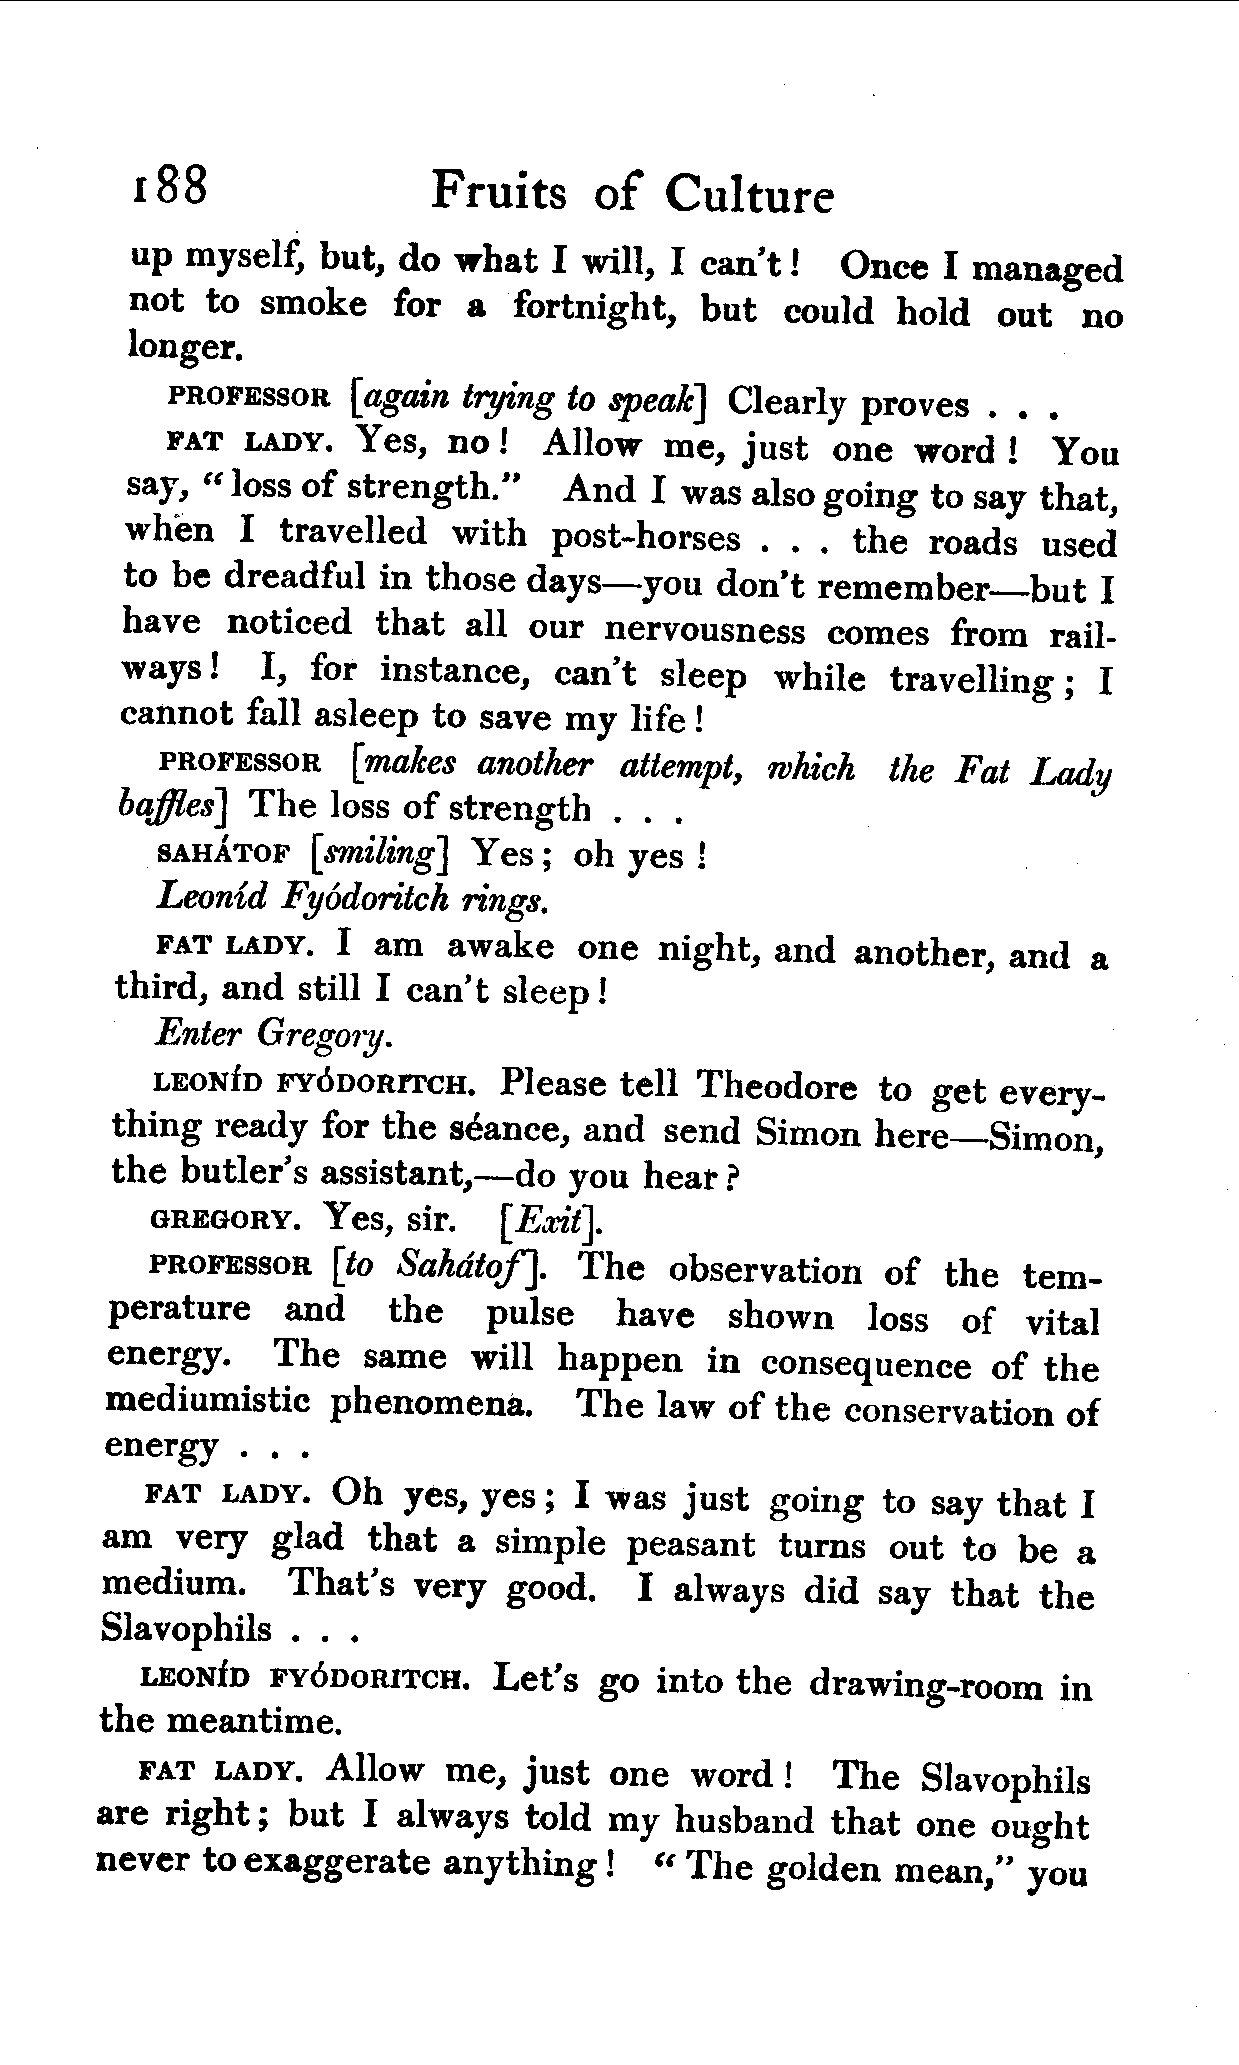 188 Fruits of Culture
up myself, but, do what I will, I can't! Once I managed
not to smoke for a fortnight, but could hold out no
longer.
PROFESSOR [again trying to speak] Clearly proves . . .
FAT LADY. Yes, no! Allow me, just one word! You
say, "loss of strength." And I was also going to say that,
when I travelled with post-horses . . . the roads used
to be dreadful in those days—you don't remember—but I
have noticed that all our nervousness comes from rail-
ways! I, for instance, can't sleep while travelling; I
cannot fall asleep to save my life!
PROFESSOR [makes another attempt, which the Fat Lady
baffles] The loss of strength . . .
SAHÁTOF [smiling] Yes; oh yes!
Leoníd Fyódoritch rings.
FAT LADY. I am awake one night, and another, and a
third, and still I can't sleep!
Enter Gregory.
LEONÍD FYÓDORITCH. Please tell Theodore to get every-
thing ready for the séance, and send Simon here—Simon,
the butler's assistant,—do you hear?
GREGORY. Yes, sir. [Exit].
PROFESSOR [to Sahátof]. The observation of the tem-
perature and the pulse have shown loss of vital
energy. The same will happen in consequence of the
mediumistic phenomena. The law of the conservation of
energy . . .
FAT LADY. Oh yes, yes; I was just going to say that I
am very glad that a simple peasant turns out to be a
medium. That's very good. I always did say that the
Slavophils . . .
LEONÍD FYÓDORITCH. Let's go into the drawing-room in
the meantime.
FAT LADY. Allow me, just one word! The Slavophils
are right; but I always told my husband that one ought
never to exaggerate anything! "The golden mean," you